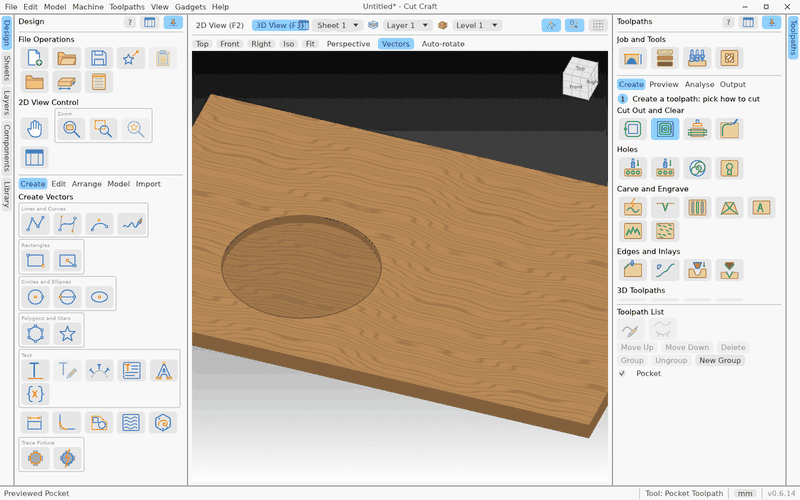 File Edit Model Machine Toolpaths View Gadgets Help
Untitled* - Cut Craft
Design
Sheets
Layers
Components
Library
Design
?
File Operations
2D View Control
Zoom
Create Edit Arrange Model Import
Create Vectors
Lines and Curves
Rectangles
Circles and Ellipses
Polygons and Stars
Text
Trace Picture
2D View (F2) 3D View (F3) Sheet 1 Layer 1 Level 1
Top Front Right Iso Fit Perspective Vectors Auto-rotate
Top
Front
Right
Toolpaths
?
Job and Tools
Create Preview Analyse Output
1 Create a toolpath: pick how to cut
Cut Out and Clear
Holes
Carve and Engrave
Edges and Inlays
3D Toolpaths
Toolpath List
Move Up Move Down Delete
Group Ungroup New Group
Pocket
Toolpaths
Previewed Pocket
Tool: Pocket Toolpath mm v0.6.14